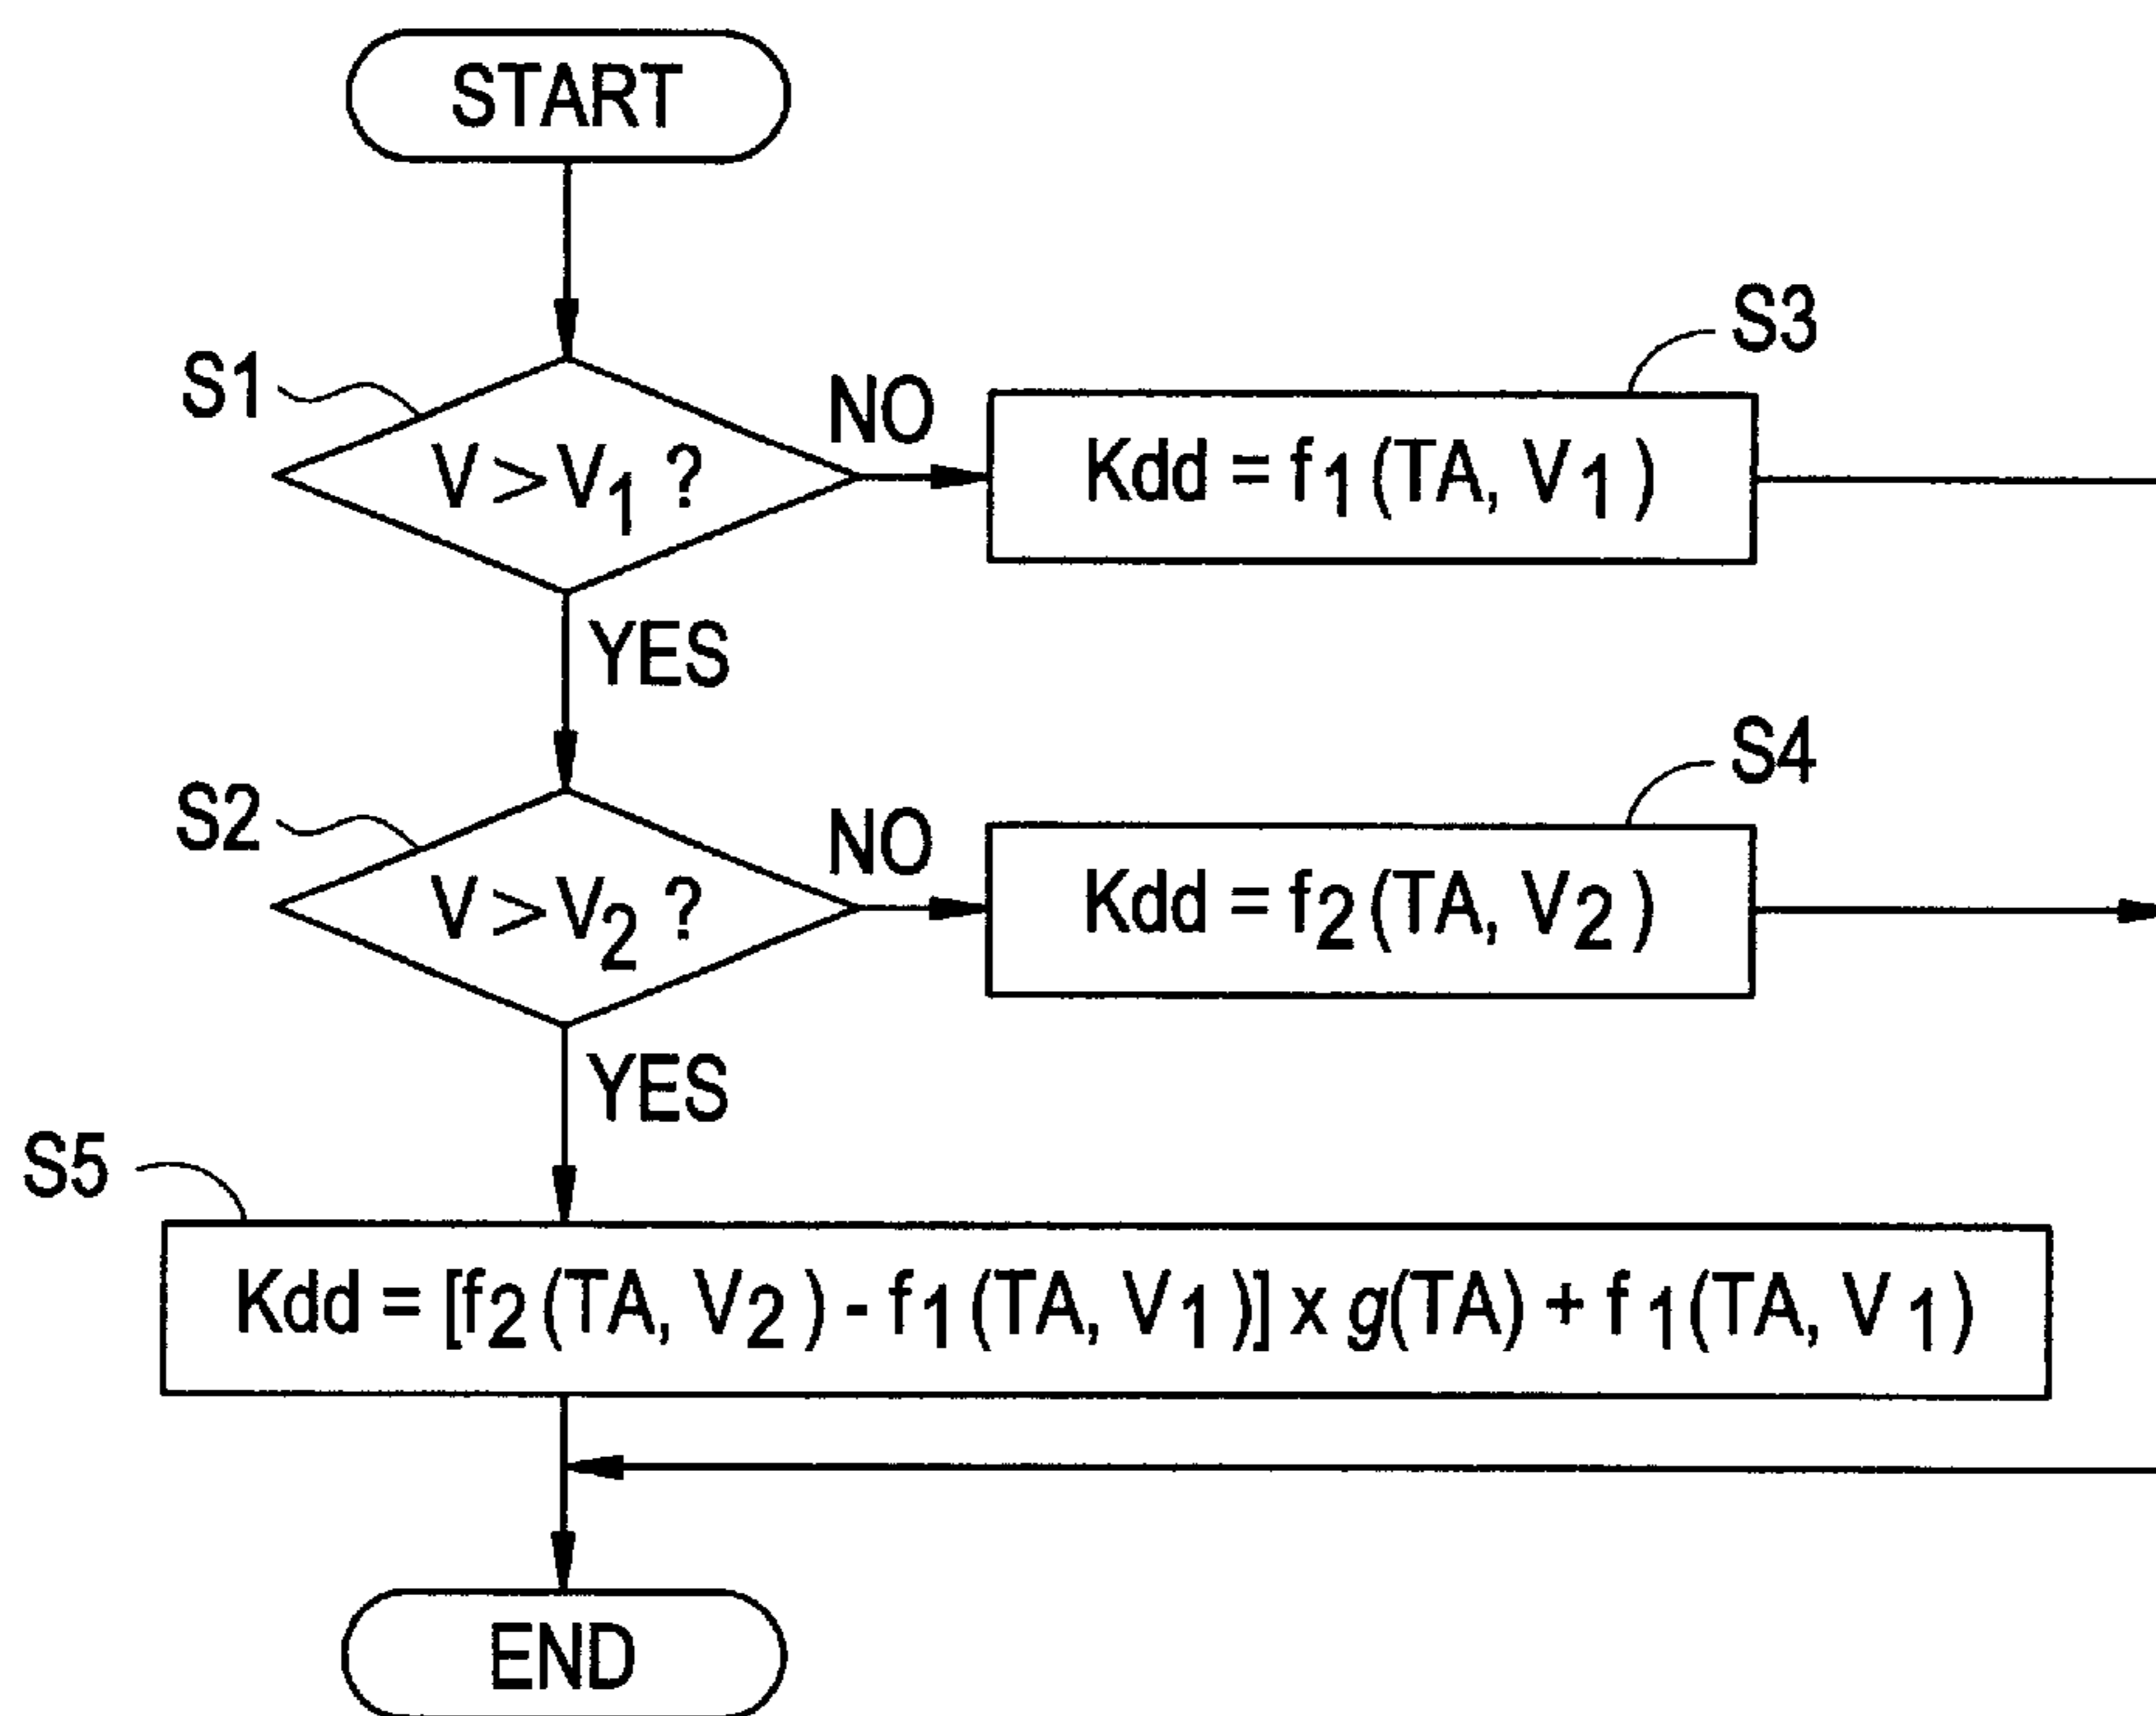 START
S1
V > V1 ?
NO
S3
Kdd = f1(TA, V1)
YES
S2
V > V2 ?
NO
S4
Kdd = f2(TA, V2)
YES
S5
Kdd = [f2(TA, V2) - f1(TA, V1)] x g(TA) + f1(TA, V1)
END